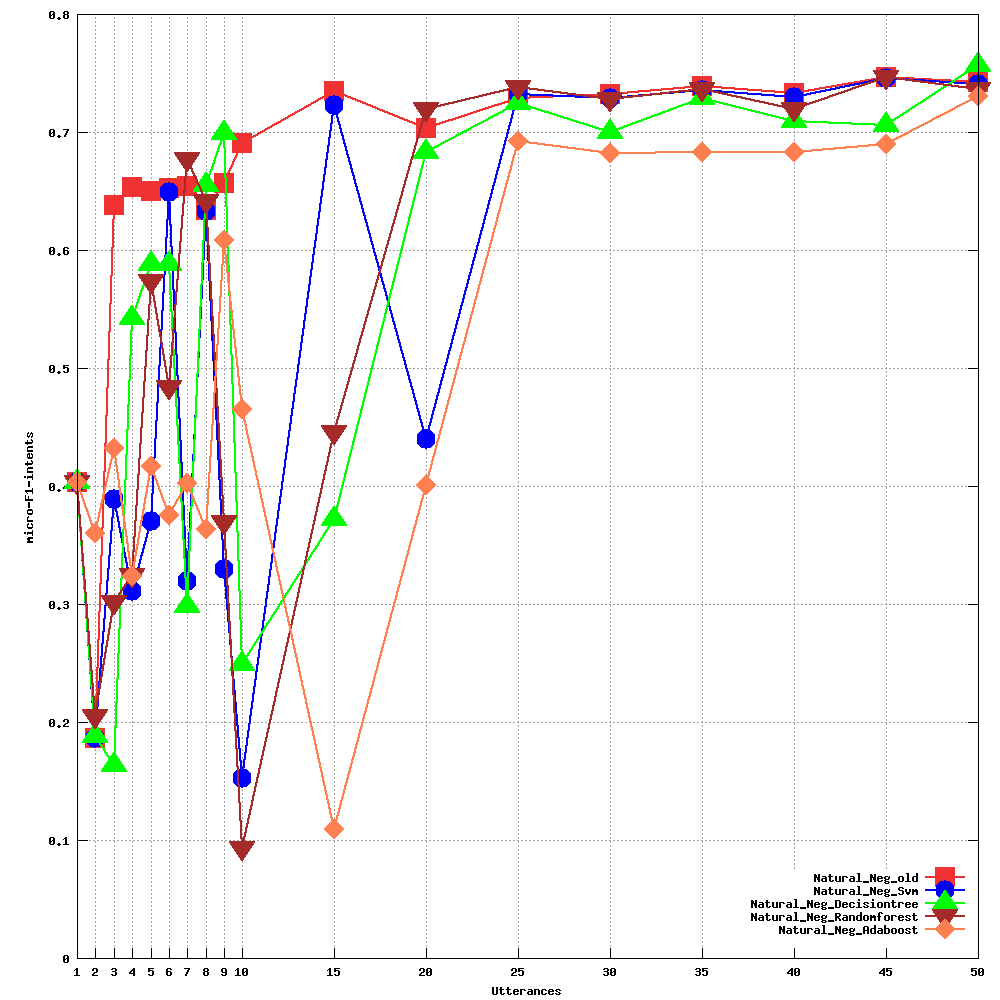 0.8
0.7
0.6
0.5
0.
0.3
0.2
0.1
0
micro-F1-intents
Natural_Neg_old
Natural_Neg_Svm
Natural_Neg_Decisiontree
Natural_Neg_Randomforest
Natural_Neg_Adaboost
1 2 3 4 5 6 7 8 9 10 15 20 25 30 35 40 45 50
Utterances